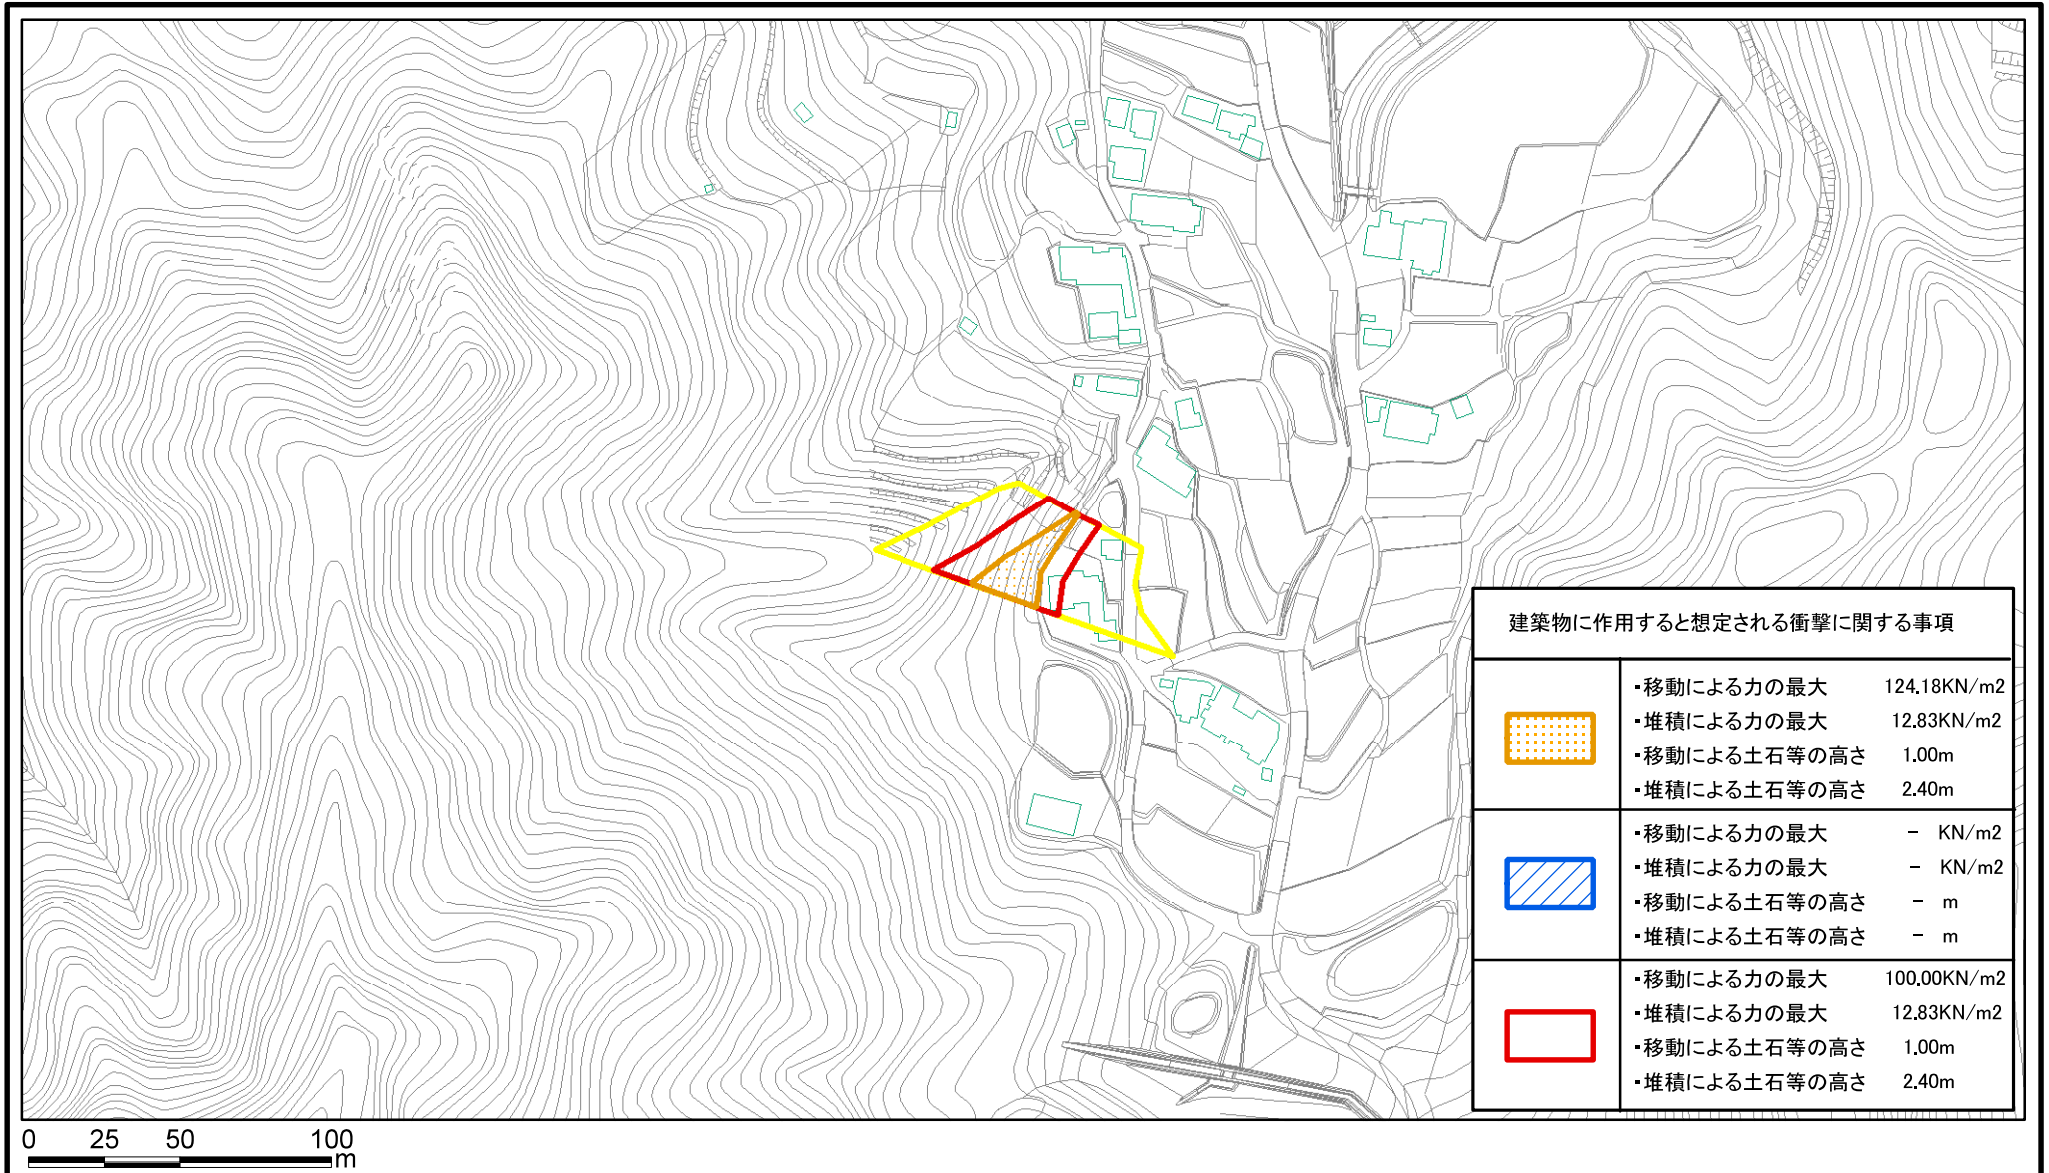 建築物に作用すると想定される衝撃に関する事項
・移動による力の最大 124.18KN/m2
・堆積による力の最大 12.83KN/m2
・移動による土石等の高さ 1.00m
・堆積による土石等の高さ 2.40m
・移動による力の最大 − KN/m2
・堆積による力の最大 − KN/m2
・移動による土石等の高さ − m
・堆積による土石等の高さ − m
・移動による力の最大 100.00KN/m2
・堆積による力の最大 12.83KN/m2
・移動による土石等の高さ 1.00m
・堆積による土石等の高さ 2.40m
0 25 50 100
m